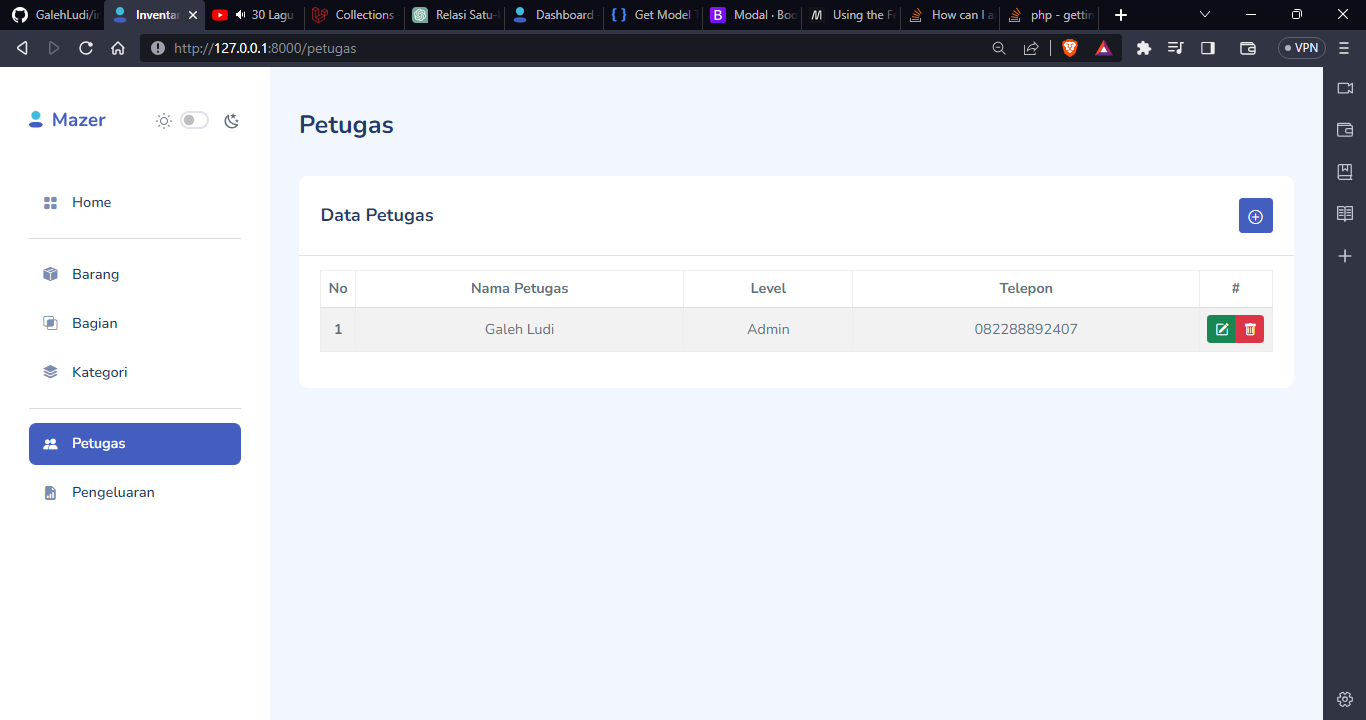 GalehLudi/i
Inventar
30 Lagu
Collections
Relasi Satu-
Dashboard
Get Model
Modal · Boo
Using the F
How can I a
php - gettin
http://127.0.0.1:8000/petugas
VPN
Mazer
Home
Barang
Bagian
Kategori
Petugas
Pengeluaran
Petugas
Data Petugas
No Nama Petugas Level Telepon #
1 Galeh Ludi Admin 082288892407